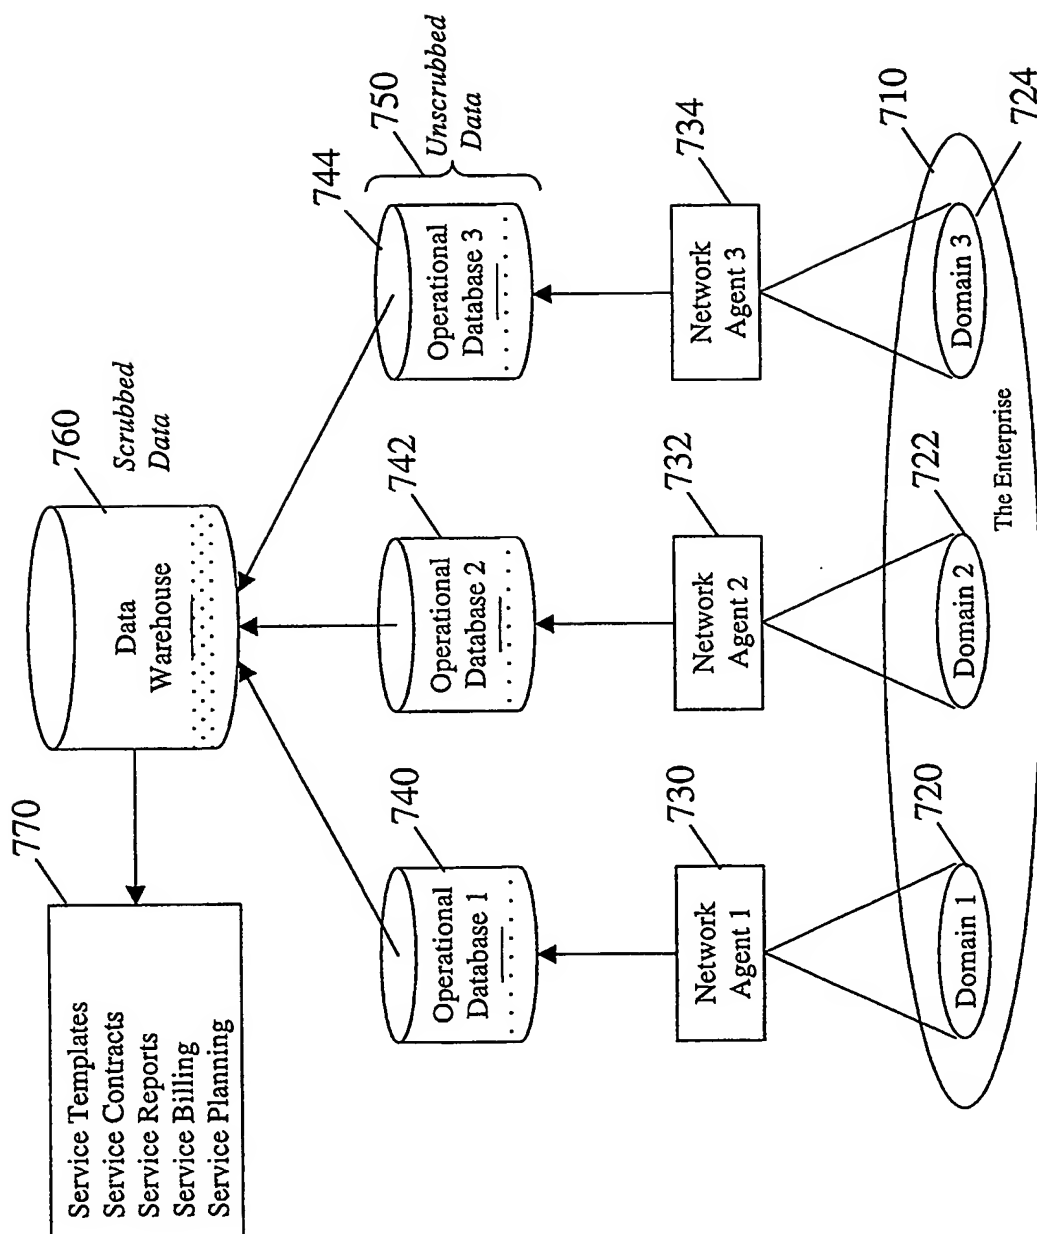 770
Service Templates
Service Contracts
Service Reports
Service Billing
Service Planning
760
Scrubbed
Data
Data
Warehouse
740
Operational
Database 1
742
Operational
Database 2
744
Operational
Database 3
750
Unscrubbed
Data
730
Network
Agent 1
732
Network
Agent 2
734
Network
Agent 3
720
Domain 1
722
Domain 2
710
724
Domain 3
The Enterprise